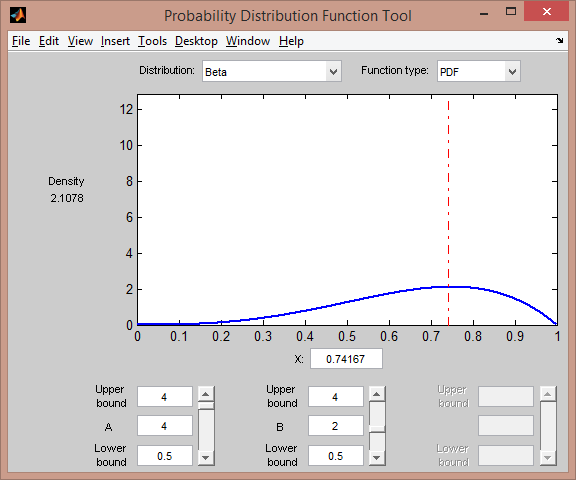 Probability Distribution Function Tool
File Edit View Insert Tools Desktop Window Help
Distribution: Beta Function type: PDF
Density
2.1078
12
10
8
6
4
2
0
0 0.1 0.2 0.3 0.4 0.5 0.6 0.7 0.8 0.9 1
X: 0.74167
Upper bound 4 Upper bound 4 Upper bound
A 4 B 2
Lower bound 0.5 Lower bound 0.5 Lower bound